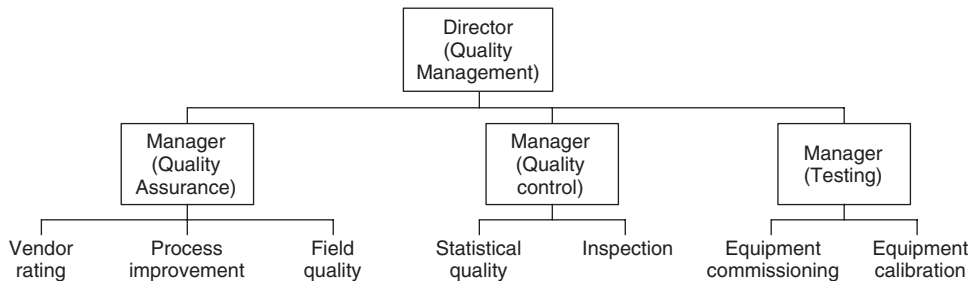 Director
(Quality
Management)
Manager
(Quality
Assurance)
Manager
(Quality
control)
Manager
(Testing)
Vendor
rating
Process
improvement
Field
quality
Statistical
quality
Inspection
Equipment
commissioning
Equipment
calibration